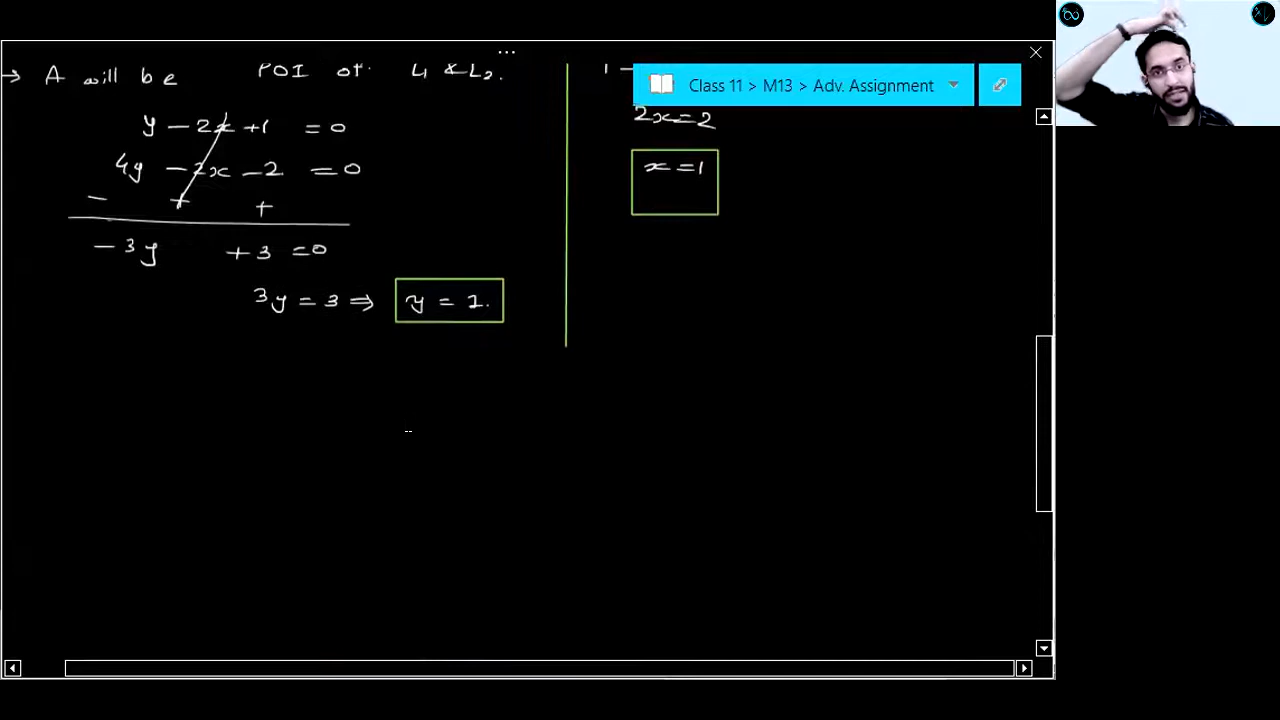 → A will be POI of L1 & L2.
y - 2x + 1 = 0
4y - 2x - 2 = 0
- + +
- 3y + 3 = 0
3y = 3 ⇒ y = 1.
Class 11 > M13 > Adv. Assignment
2x = 2
x = 1